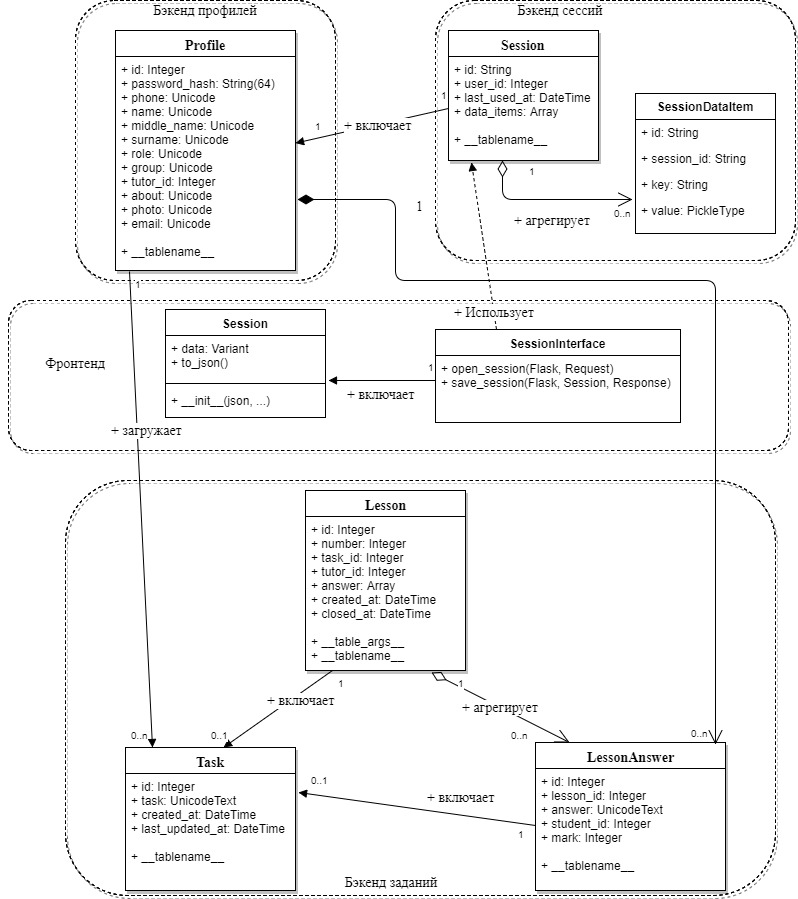 Бэкенд профилей
Profile
+ id: Integer
+ password_hash: String(64)
+ phone: Unicode
+ name: Unicode
+ middle_name: Unicode
+ surname: Unicode
+ role: Unicode
+ group: Unicode
+ tutor_id: Integer
+ about: Unicode
+ photo: Unicode
+ email: Unicode
+ __tablename__
1
+ включает
1
Бэкенд сессий
Session
+ id: String
+ user_id: Integer
+ last_used_at: DateTime
+ data_items: Array
+ __tablename__
SessionDataItem
+ id: String
+ session_id: String
+ key: String
+ value: PickleType
1
+ агрегирует
0..n
1
1
+ Использует
Фронтенд
Session
+ data: Variant
+ to_json()
+ __init__(json, ...)
1
+ включает
SessionInterface
+ open_session(Flask, Request)
+ save_session(Flask, Session, Response)
+ загружает
Lesson
+ id: Integer
+ number: Integer
+ task_id: Integer
+ tutor_id: Integer
+ answer: Array
+ created_at: DateTime
+ closed_at: DateTime
+ __table_args__
+ __tablename__
1
1
+ включает
+ агрегирует
0..n
0..1
0..n
0..n
Task
+ id: Integer
+ task: UnicodeText
+ created_at: DateTime
+ last_updated_at: DateTime
+ __tablename__
0..1
+ включает
1
LessonAnswer
+ id: Integer
+ lesson_id: Integer
+ answer: UnicodeText
+ student_id: Integer
+ mark: Integer
+ __tablename__
Бэкенд заданий